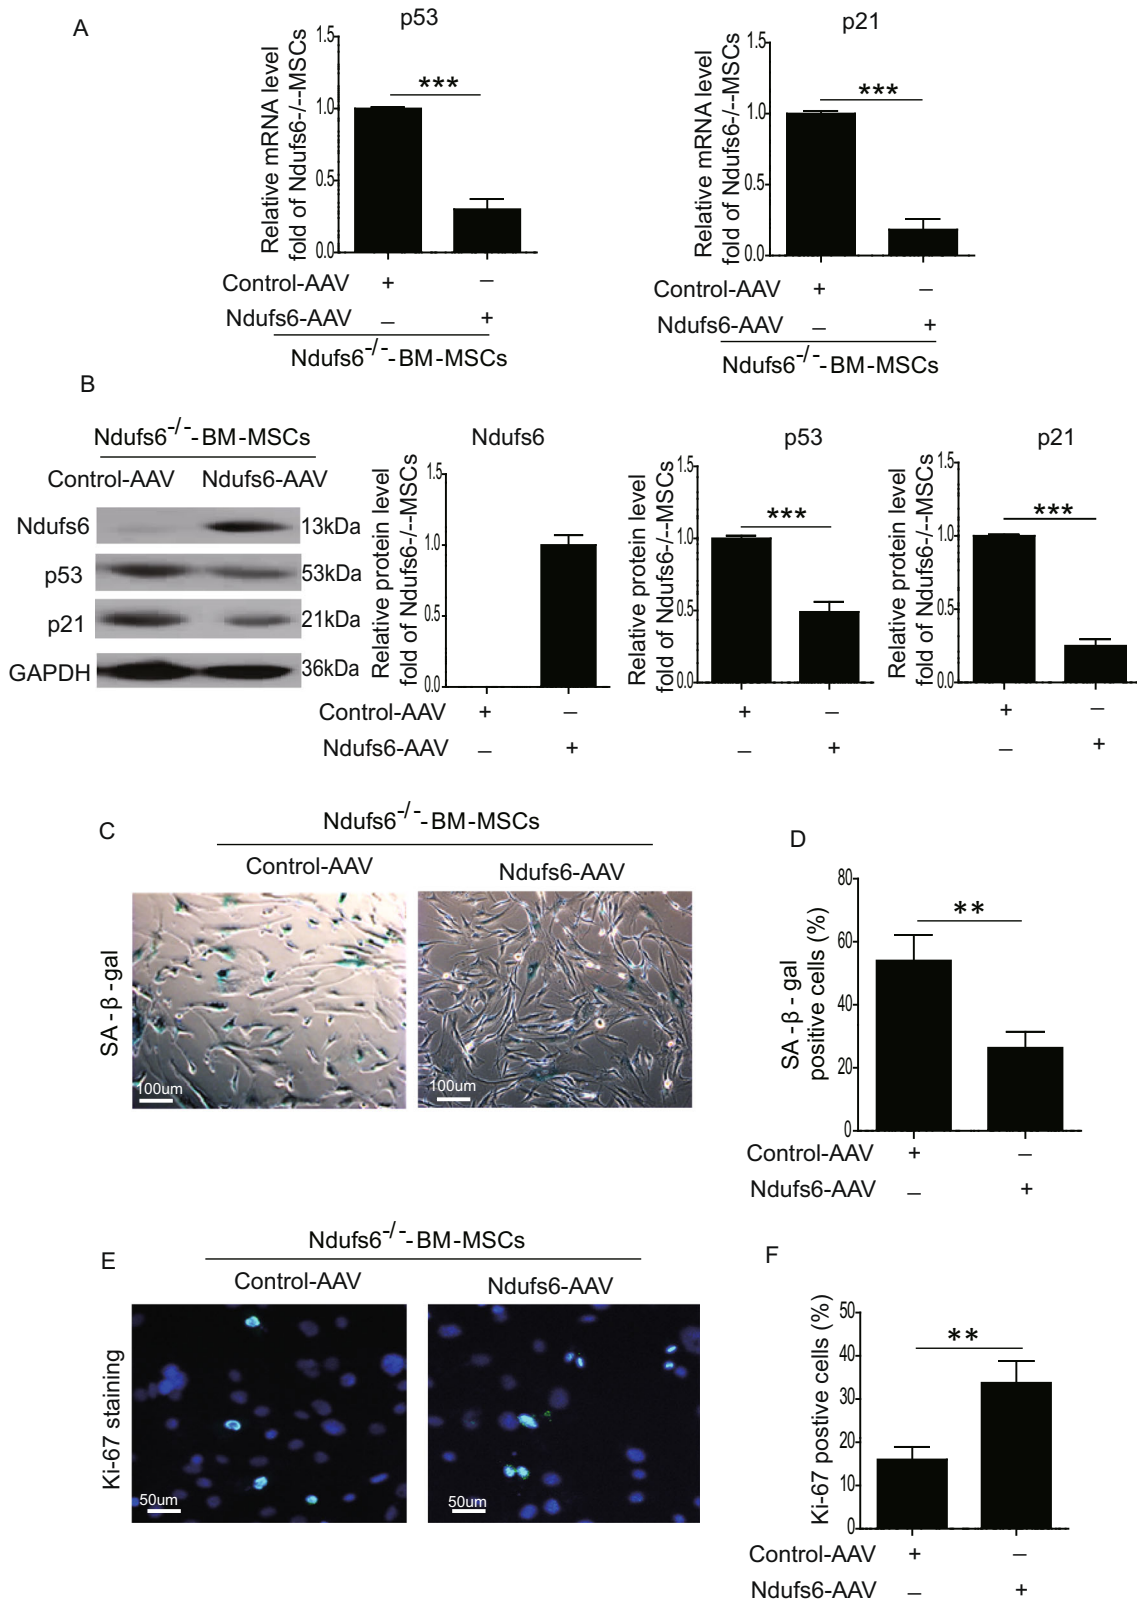 A
p53
p21
Relative mRNA level
fold of Ndufs6-/--MSCs
1.5
1.0
0.5
0.0
***
Relative mRNA level
fold of Ndufs6-/--MSCs
1.5
1.0
0.5
0.0
***
Control-AAV + –
Ndufs6-AAV – +
Ndufs6-/--BM-MSCs
Control-AAV + –
Ndufs6-AAV – +
Ndufs6-/--BM-MSCs
B
Ndufs6-/--BM-MSCs
Control-AAV Ndufs6-AAV
Ndufs6 13kDa
p53 53kDa
p21 21kDa
GAPDH 36kDa
Ndufs6
Relative protein level
fold of Ndufs6-/--MSCs
1.5
1.0
0.5
0.0
p53
Relative protein level
fold of Ndufs6-/--MSCs
1.5
1.0
0.5
0.0
***
p21
Relative protein level
fold of Ndufs6-/--MSCs
1.5
1.0
0.5
0.0
***
Control-AAV + – + – + –
Ndufs6-AAV – + – + – +
C
Ndufs6-/--BM-MSCs
Control-AAV Ndufs6-AAV
SA-β-gal
100um
100um
D
SA-β-gal
positive cells (%)
80
60
40
20
0
**
Control-AAV + –
Ndufs6-AAV – +
E
Ndufs6-/--BM-MSCs
Control-AAV Ndufs6-AAV
Ki-67 staining
50um
50um
F
Ki-67 postive cells (%)
50
40
30
20
10
0
**
Control-AAV + –
Ndufs6-AAV – +